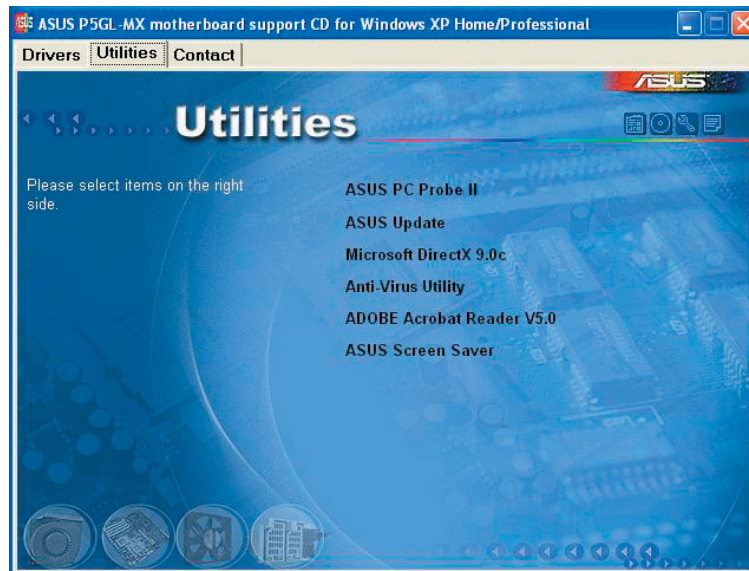 ASUS P5GL-MX motherboard support CD for Windows XP Home/Professional
Drivers Utilities Contact
ASUS
Utilities
Please select items on the right
side.
ASUS PC Probe II
ASUS Update
Microsoft DirectX 9.0c
Anti-Virus Utility
ADOBE Acrobat Reader V5.0
ASUS Screen Saver